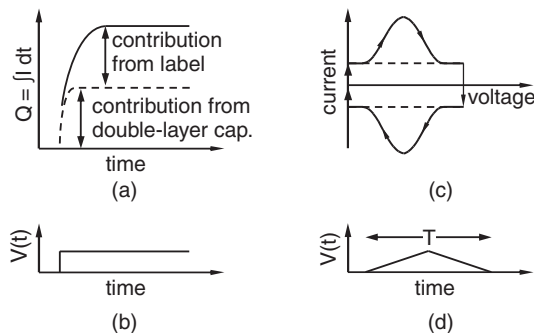 Q = ∫I dt
contribution
from label
contribution from
double-layer cap.
time
(a)
current
voltage
(c)
V(t)
time
(b)
V(t)
T
time
(d)